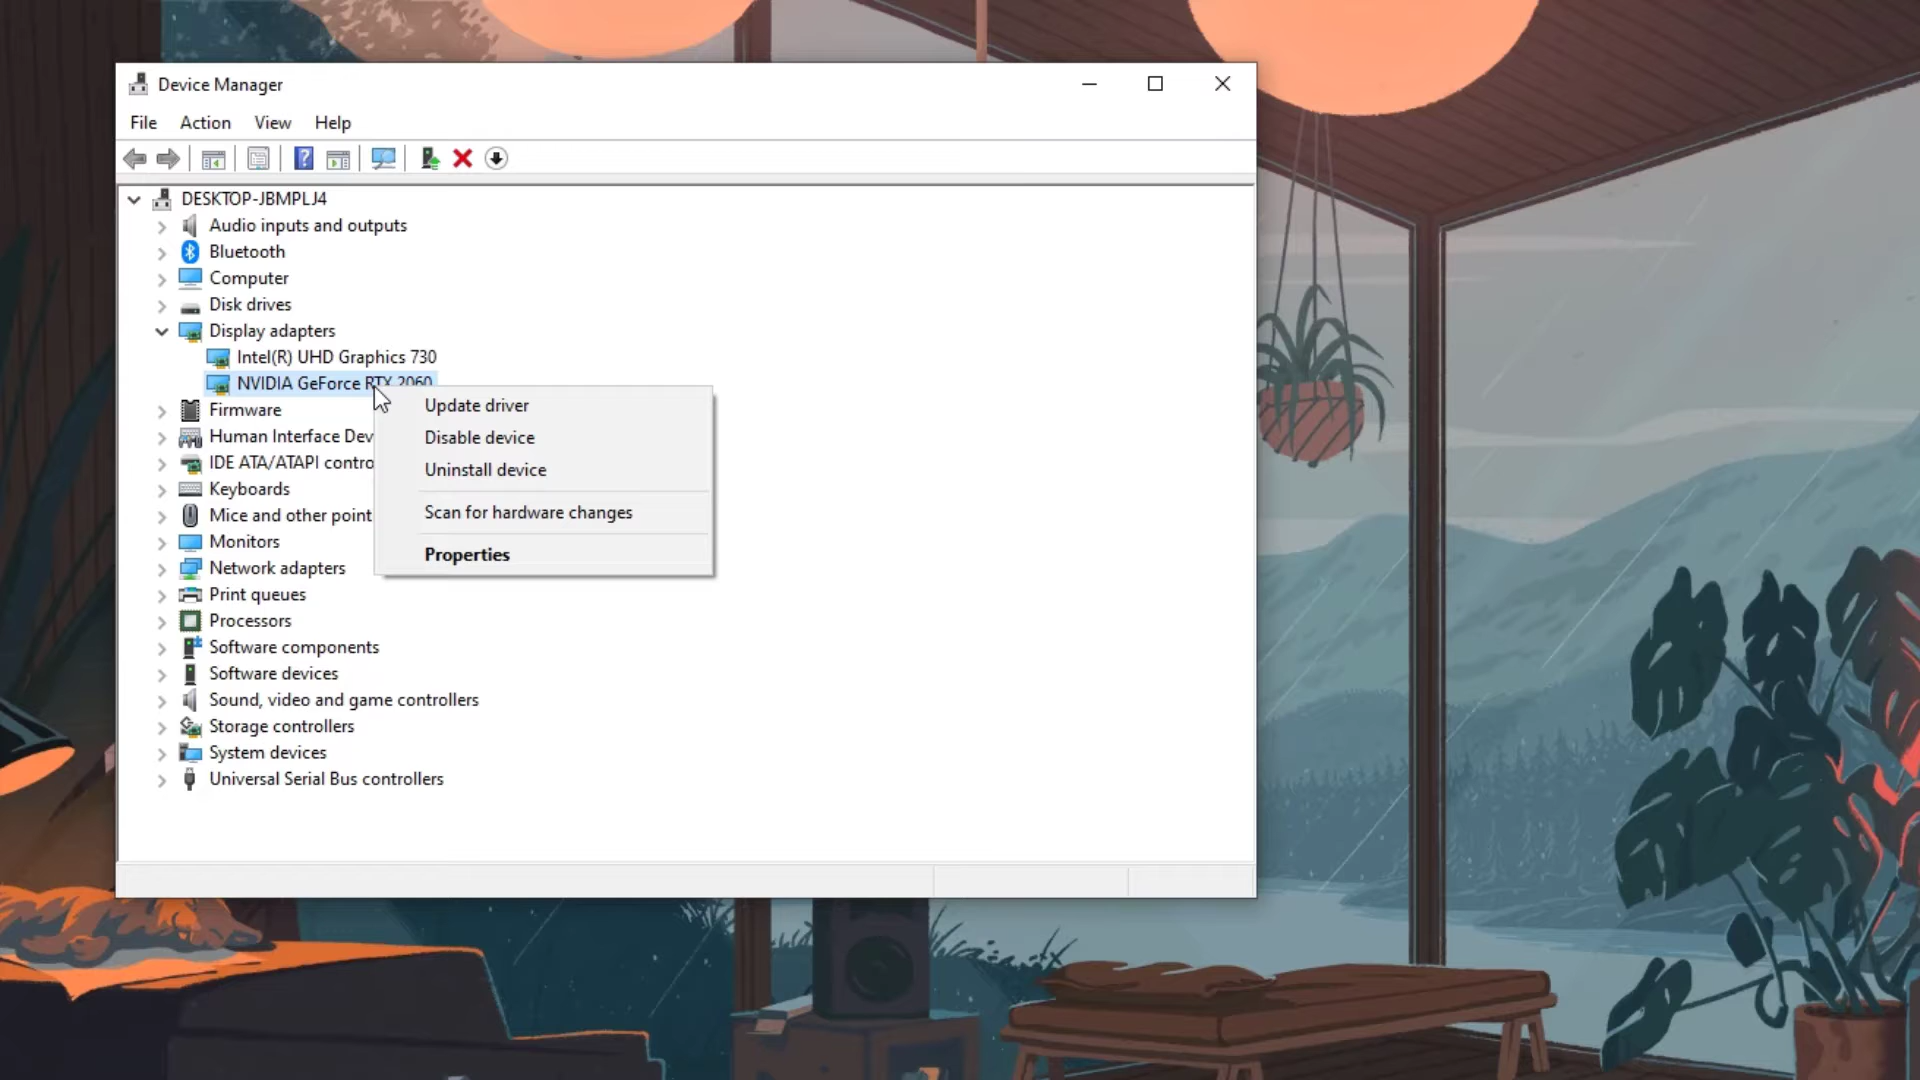 Device Manager
File Action View Help
DESKTOP-JBMPLJ4
Audio inputs and outputs
Bluetooth
Computer
Disk drives
Display adapters
Intel(R) UHD Graphics 730
NVIDIA GeForce RTX 2060
Update driver
Firmware
Disable device
Human Interface Dev
IDE ATA/ATAPI contro
Uninstall device
Keyboards
Scan for hardware changes
Mice and other point
Monitors
Properties
Network adapters
Print queues
Processors
Software components
Software devices
Sound, video and game controllers
Storage controllers
System devices
Universal Serial Bus controllers